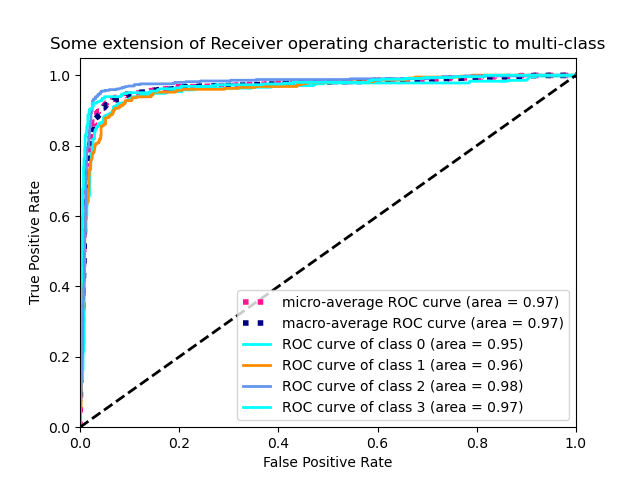 Some extension of Receiver operating characteristic to multi-class
1.0
0.8
0.6
0.4
0.2
0.0
True Positive Rate
micro-average ROC curve (area = 0.97)
macro-average ROC curve (area = 0.97)
ROC curve of class 0 (area = 0.95)
ROC curve of class 1 (area = 0.96)
ROC curve of class 2 (area = 0.98)
ROC curve of class 3 (area = 0.97)
0.0 0.2 0.4 0.6 0.8 1.0
False Positive Rate